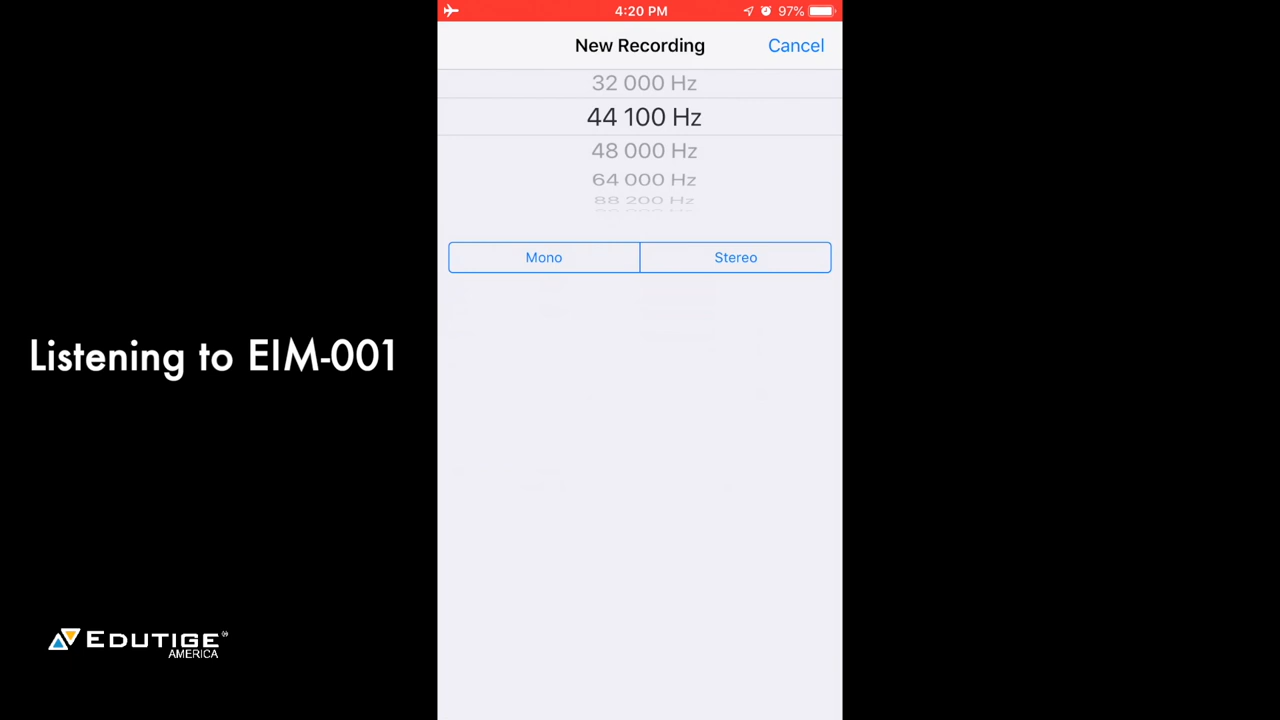 4:20 PM
97%
New Recording
Cancel
32 000 Hz
44 100 Hz
48 000 Hz
64 000 Hz
88 200 Hz
Mono
Stereo
Listening to EIM-001
EDUTIGE®
AMERICA